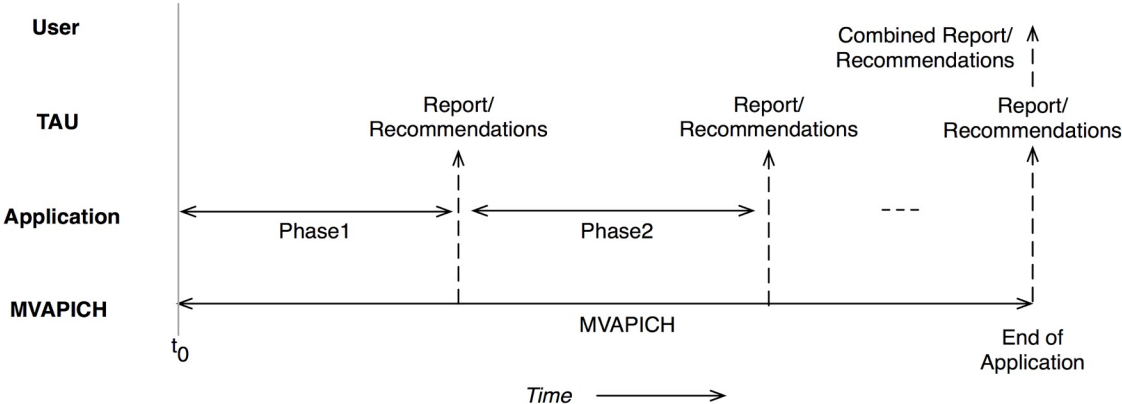 User
Combined Report/
Recommendations
TAU
Report/
Recommendations
Report/
Recommendations
Report/
Recommendations
Application
Phase1
Phase2
MVAPICH
MVAPICH
t0
End of
Application
Time